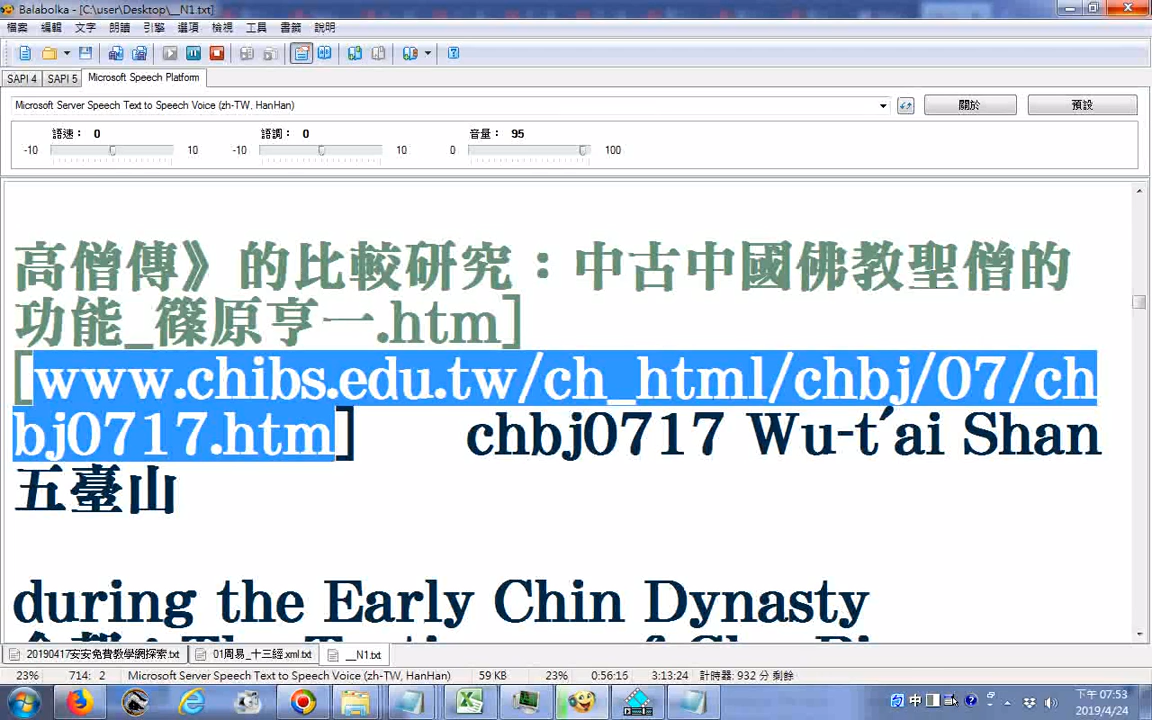 Balabolka - [C:\user\Desktop\__N1.txt]
檔案 編輯 文字 朗讀 引擎 選項 檢視 工具 書籤 說明
SAPI 4 SAPI 5 Microsoft Speech Platform
Microsoft Server Speech Text to Speech Voice (zh-TW, HanHan) 關於 預設
語速： 0 語調： 0 音量： 95
-10 10 -10 10 0 100
高僧傳》的比較研究：中古中國佛教聖僧的
功能_篠原亨一.htm]
[www.chibs.edu.tw/ch_html/chbj/07/ch
bj0717.htm] chbj0717 Wu-t´ai Shan
五臺山
during the Early Chin Dynasty
20190417安安免費教學網探索.txt 01周易_十三經.xml.txt __N1.txt
23% 714: 2 Microsoft Server Speech Text to Speech Voice (zh-TW, HanHan) 59 KB 23% 0:56:15 3:13:24 計時器: 932 分 剩餘
中 下午 07:53
2019/4/24